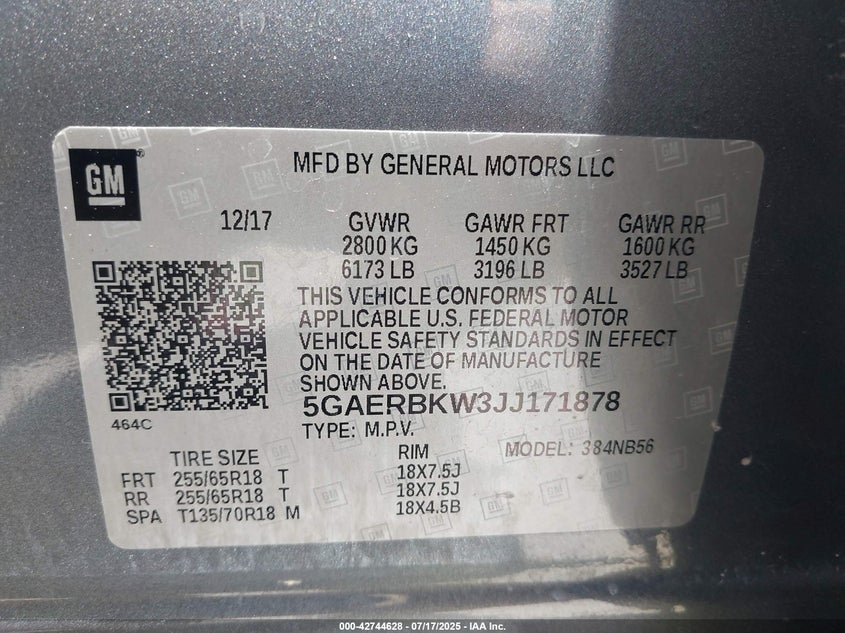 GM
MFD BY GENERAL MOTORS LLC
12/17 GVWR GAWR FRT GAWR RR
2800 KG 1450 KG 1600 KG
6173 LB 3196 LB 3527 LB
THIS VEHICLE CONFORMS TO ALL
APPLICABLE U.S. FEDERAL MOTOR
VEHICLE SAFETY STANDARDS IN EFFECT
ON THE DATE OF MANUFACTURE
SHOWN ABOVE.
464C
5GAERBKW3JJ171878
TYPE: M.P.V.
MODEL: 384NB56
TIRE SIZE RIM
FRT 255/65R18 T 18X7.5J
RR 255/65R18 T 18X7.5J
SPA T135/70R18 M 18X4.5B
000-42744628 - 07/17/2025 - IAA Inc.